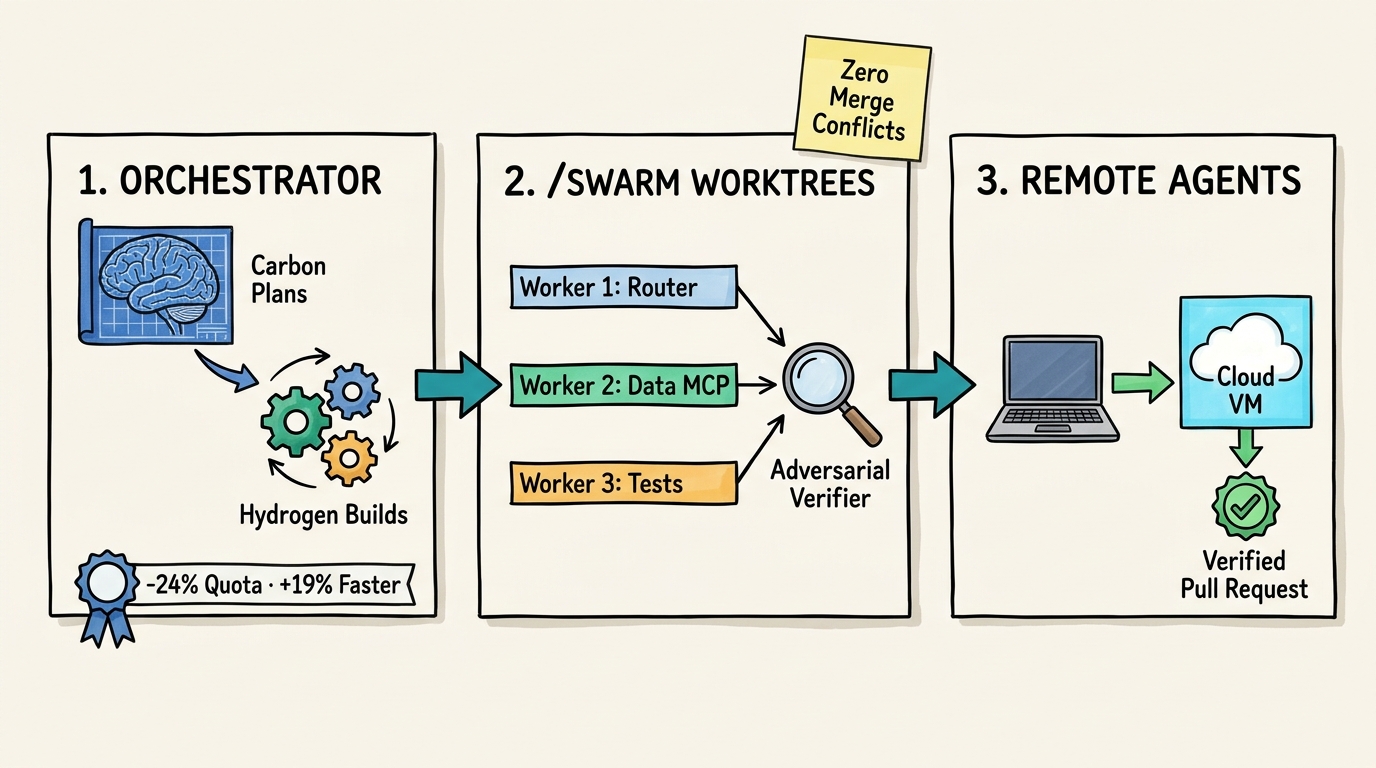 Zero
Merge
Conflicts
1. ORCHESTRATOR
Carbon
Plans
Hydrogen Builds
-24% Quota · +19% Faster
2. /SWARM WORKTREES
Worker 1: Router
Worker 2: Data MCP
Worker 3: Tests
Adversarial
Verifier
3. REMOTE AGENTS
Cloud
VM
Verified
Pull Request